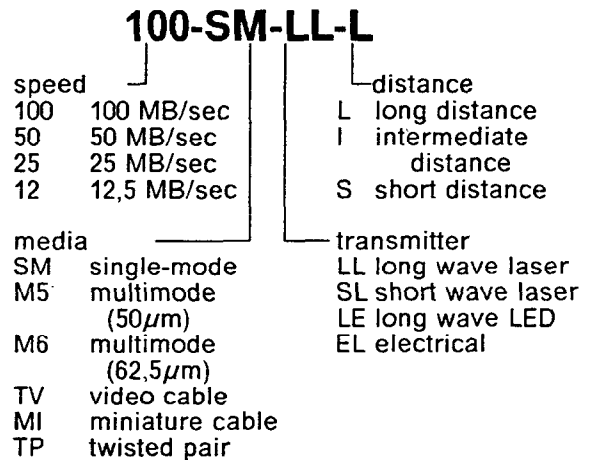 100-SM-LL-L
speed
100 100 MB/sec
50 50 MB/sec
25 25 MB/sec
12 12,5 MB/sec
distance
L long distance
I intermediate
distance
S short distance
media
SM single-mode
M5 multimode
(50μm)
M6 multimode
(62,5μm)
TV video cable
MI miniature cable
TP twisted pair
transmitter
LL long wave laser
SL short wave laser
LE long wave LED
EL electrical